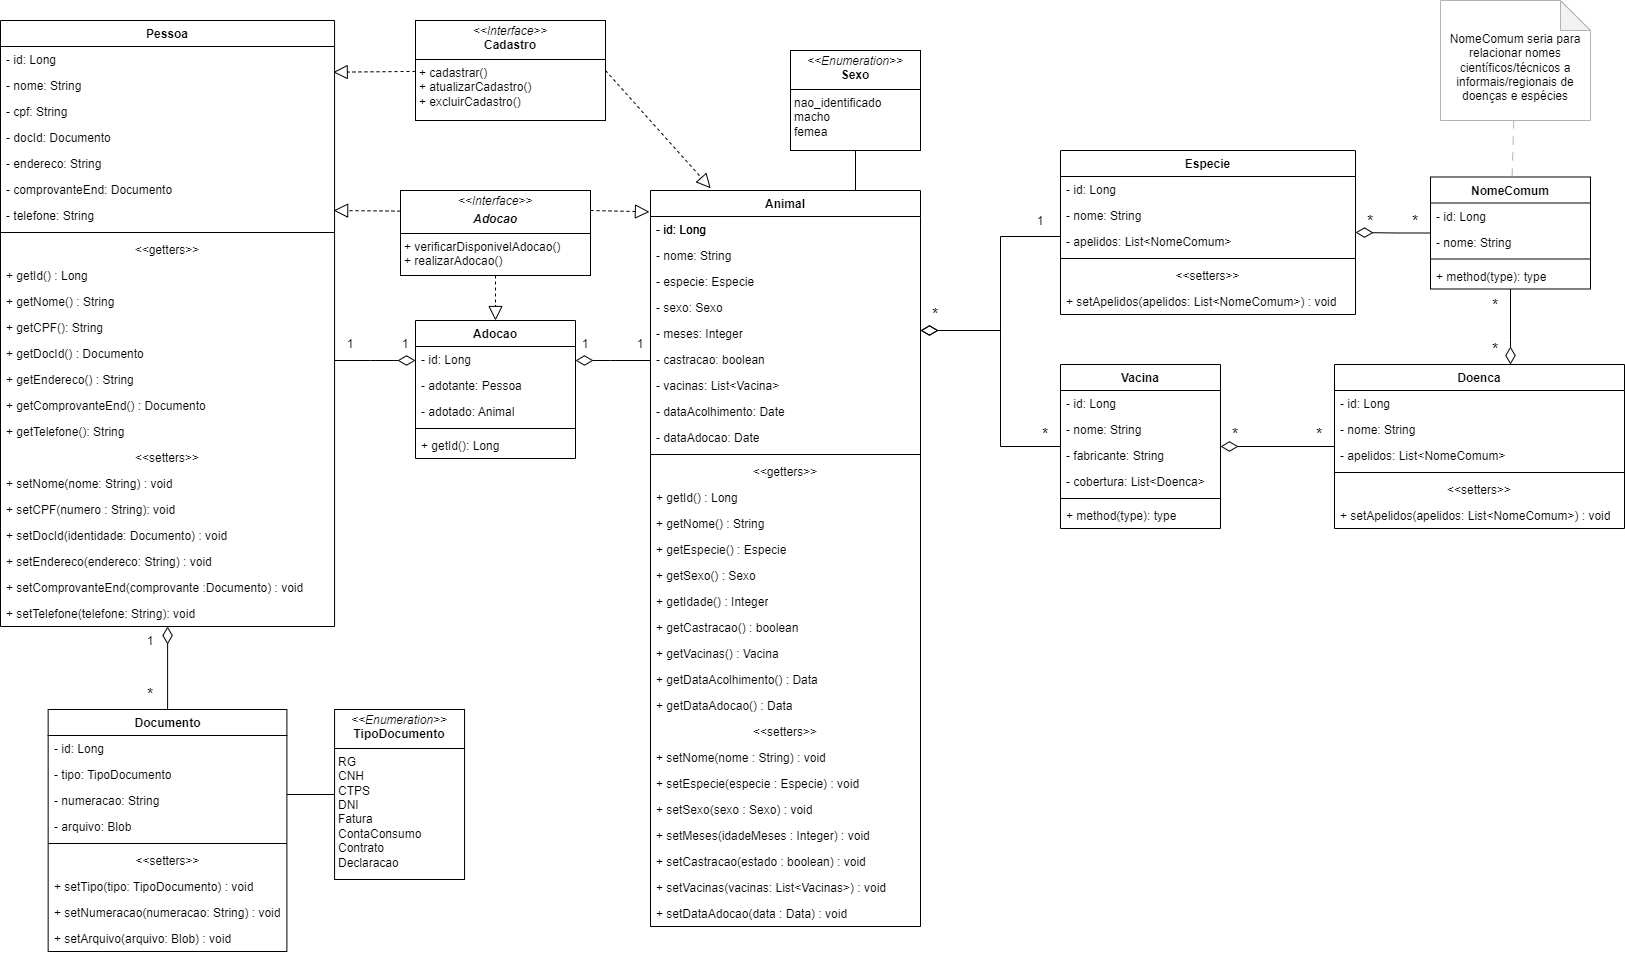 Pessoa
- id: Long
- nome: String
- cpf: String
- docId: Documento
- endereco: String
- comprovanteEnd: Documento
- telefone: String
<<getters>>
+ getId() : Long
+ getNome() : String
+ getCPF(): String
+ getDocId() : Documento
+ getEndereco() : String
+ getComprovanteEnd() : Documento
+ getTelefone(): String
<<setters>>
+ setNome(nome: String) : void
+ setCPF(numero : String): void
+ setDocId(identidade: Documento) : void
+ setEndereco(endereco: String) : void
+ setComprovanteEnd(comprovante :Documento) : void
+ setTelefone(telefone: String): void
1
*
Documento
- id: Long
- tipo: TipoDocumento
- numeracao: String
- arquivo: Blob
<<setters>>
+ setTipo(tipo: TipoDocumento) : void
+ setNumeracao(numeracao: String) : void
+ setArquivo(arquivo: Blob) : void
<<Enumeration>>
TipoDocumento
RG
CNH
CTPS
DNI
Fatura
ContaConsumo
Contrato
Declaracao
<<Interface>>
Cadastro
+ cadastrar()
+ atualizarCadastro()
+ excluirCadastro()
<<Interface>>
Adocao
+ verificarDisponivelAdocao()
+ realizarAdocao()
1
1
Adocao
- id: Long
- adotante: Pessoa
- adotado: Animal
+ getId(): Long
1
1
<<Enumeration>>
Sexo
nao_identificado
macho
femea
Animal
- id: Long
- nome: String
- especie: Especie
- sexo: Sexo
- meses: Integer
- castracao: boolean
- vacinas: List<Vacina>
- dataAcolhimento: Date
- dataAdocao: Date
<<getters>>
+ getId() : Long
+ getNome() : String
+ getEspecie() : Especie
+ getSexo() : Sexo
+ getIdade() : Integer
+ getCastracao() : boolean
+ getVacinas() : Vacina
+ getDataAcolhimento() : Data
+ getDataAdocao() : Data
<<setters>>
+ setNome(nome : String) : void
+ setEspecie(especie : Especie) : void
+ setSexo(sexo : Sexo) : void
+ setMeses(idadeMeses : Integer) : void
+ setCastracao(estado : boolean) : void
+ setVacinas(vacinas: List<Vacinas>) : void
+ setDataAdocao(data : Data) : void
*
1
*
Especie
- id: Long
- nome: String
- apelidos: List<NomeComum>
<<setters>>
+ setApelidos(apelidos: List<NomeComum>) : void
*
*
NomeComum seria para
relacionar nomes
científicos/técnicos a
informais/regionais de
doenças e espécies
NomeComum
- id: Long
- nome: String
+ method(type): type
*
*
Vacina
- id: Long
- nome: String
- fabricante: String
- cobertura: List<Doenca>
+ method(type): type
*
*
Doenca
- id: Long
- nome: String
- apelidos: List<NomeComum>
<<setters>>
+ setApelidos(apelidos: List<NomeComum>) : void